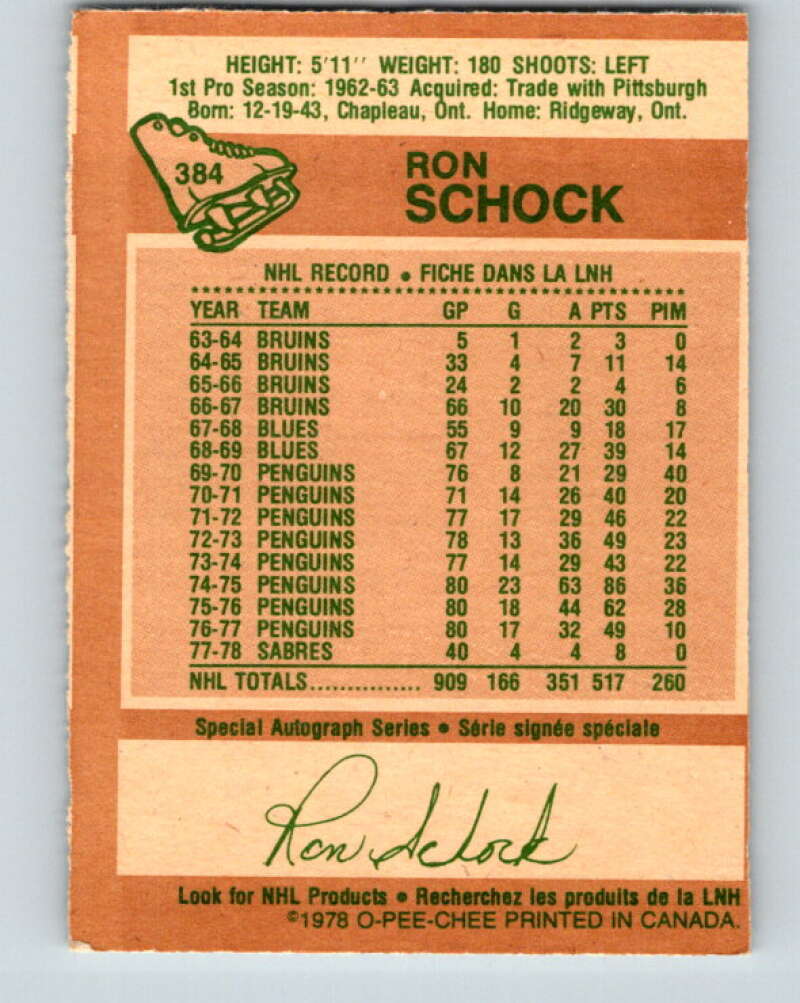 HEIGHT: 5'11'' WEIGHT: 180 SHOOTS: LEFT
1st Pro Season: 1962-63 Acquired: Trade with Pittsburgh
Born: 12-19-43, Chapleau, Ont. Home: Ridgeway, Ont.
384
RON
SCHOCK
NHL RECORD • FICHE DANS LA LNH
YEAR TEAM GP G A PTS PIM
63-64 BRUINS 5 1 2 3 0
64-65 BRUINS 33 4 7 11 14
65-66 BRUINS 24 2 2 4 6
66-67 BRUINS 66 10 20 30 8
67-68 BLUES 55 9 9 18 17
68-69 BLUES 67 12 27 39 14
69-70 PENGUINS 76 8 21 29 40
70-71 PENGUINS 71 14 26 40 20
71-72 PENGUINS 77 17 29 46 22
72-73 PENGUINS 78 13 36 49 23
73-74 PENGUINS 77 14 29 43 22
74-75 PENGUINS 80 23 63 86 36
75-76 PENGUINS 80 18 44 62 28
76-77 PENGUINS 80 17 32 49 10
77-78 SABRES 40 4 4 8 0
NHL TOTALS............... 909 166 351 517 260
Special Autograph Series • Série signée spéciale
Ron Schock
Look for NHL Products • Recherchez les produits de la LNH
©1978 O-PEE-CHEE PRINTED IN CANADA.